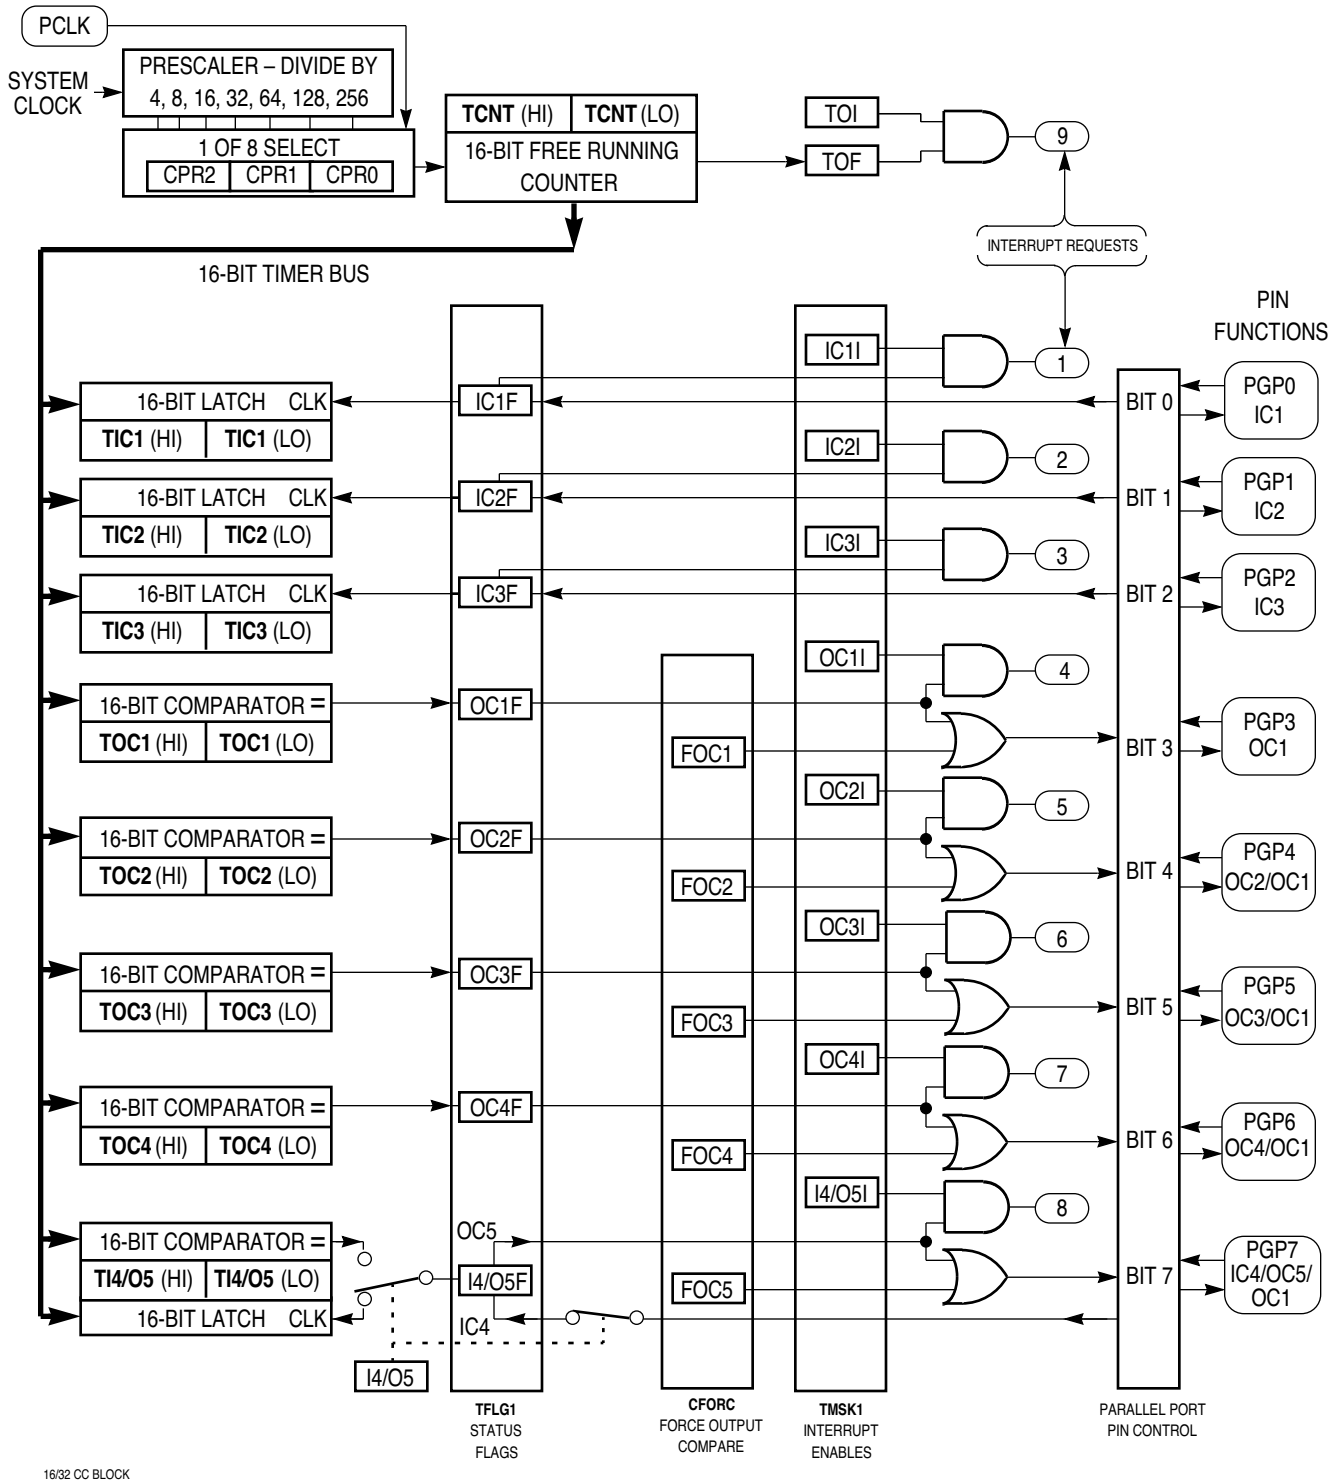 PCLK
SYSTEM
CLOCK
PRESCALER – DIVIDE BY
4, 8, 16, 32, 64, 128, 256
1 OF 8 SELECT
CPR2 CPR1 CPR0
TCNT (HI) TCNT (LO)
16-BIT FREE RUNNING
COUNTER
TOI
TOF
9
INTERRUPT REQUESTS
16-BIT TIMER BUS
PIN
FUNCTIONS
IC1I
1
16-BIT LATCH CLK
TIC1 (HI) TIC1 (LO)
IC1F
BIT 0
PGP0
IC1
IC2I
2
16-BIT LATCH CLK
TIC2 (HI) TIC2 (LO)
IC2F
BIT 1
PGP1
IC2
IC3I
3
16-BIT LATCH CLK
TIC3 (HI) TIC3 (LO)
IC3F
BIT 2
PGP2
IC3
OC1I
4
16-BIT COMPARATOR =
TOC1 (HI) TOC1 (LO)
OC1F
FOC1
BIT 3
PGP3
OC1
OC2I
5
16-BIT COMPARATOR =
TOC2 (HI) TOC2 (LO)
OC2F
FOC2
BIT 4
PGP4
OC2/OC1
OC3I
6
16-BIT COMPARATOR =
TOC3 (HI) TOC3 (LO)
OC3F
FOC3
BIT 5
PGP5
OC3/OC1
OC4I
7
16-BIT COMPARATOR =
TOC4 (HI) TOC4 (LO)
OC4F
FOC4
BIT 6
PGP6
OC4/OC1
I4/O5I
8
16-BIT COMPARATOR =
TI4/O5 (HI) TI4/O5 (LO)
16-BIT LATCH CLK
OC5
I4/O5F
IC4
FOC5
BIT 7
PGP7
IC4/OC5/
OC1
I4/O5
TFLG1
STATUS
FLAGS
CFORC
FORCE OUTPUT
COMPARE
TMSK1
INTERRUPT
ENABLES
PARALLEL PORT
PIN CONTROL
16/32 CC BLOCK